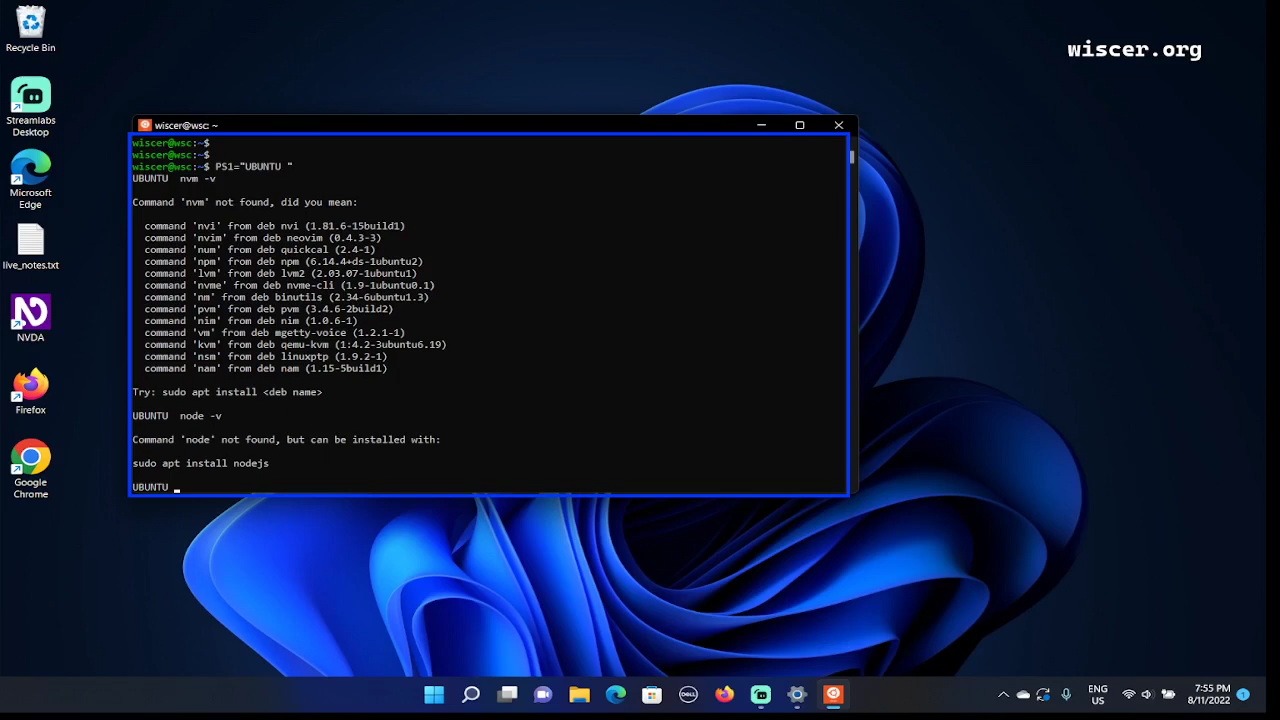 Recycle Bin
Streamlabs
Desktop
Microsoft
Edge
live_notes.txt
NVDA
Firefox
Google
Chrome
wiscer.org
wiscer@wsc: ~
wiscer@wsc:~$
wiscer@wsc:~$
wiscer@wsc:~$ PS1="UBUNTU "
UBUNTU  nvm -v
Command 'nvm' not found, did you mean:
command 'nvi' from deb nvi (1.81.6-15build1)
command 'nvim' from deb neovim (0.4.3-3)
command 'num' from deb quickcal (2.4-1)
command 'npm' from deb npm (6.14.4+ds-1ubuntu2)
command 'lvm' from deb lvm2 (2.03.07-1ubuntu1)
command 'nvme' from deb nvme-cli (1.9-1ubuntu0.1)
command 'nm' from deb binutils (2.34-6ubuntu1.3)
command 'pvm' from deb pvm (3.4.6-2build2)
command 'nim' from deb nim (1.0.6-1)
command 'vm' from deb mgetty-voice (1.2.1-1)
command 'kvm' from deb qemu-kvm (1:4.2-3ubuntu6.19)
command 'nsm' from deb linuxptp (1.9.2-1)
command 'nam' from deb nam (1.15-5build1)
Try: sudo apt install <deb name>
UBUNTU  node -v
Command 'node' not found, but can be installed with:
sudo apt install nodejs
UBUNTU
DELL
ENG
US
7:55 PM
8/11/2022
1